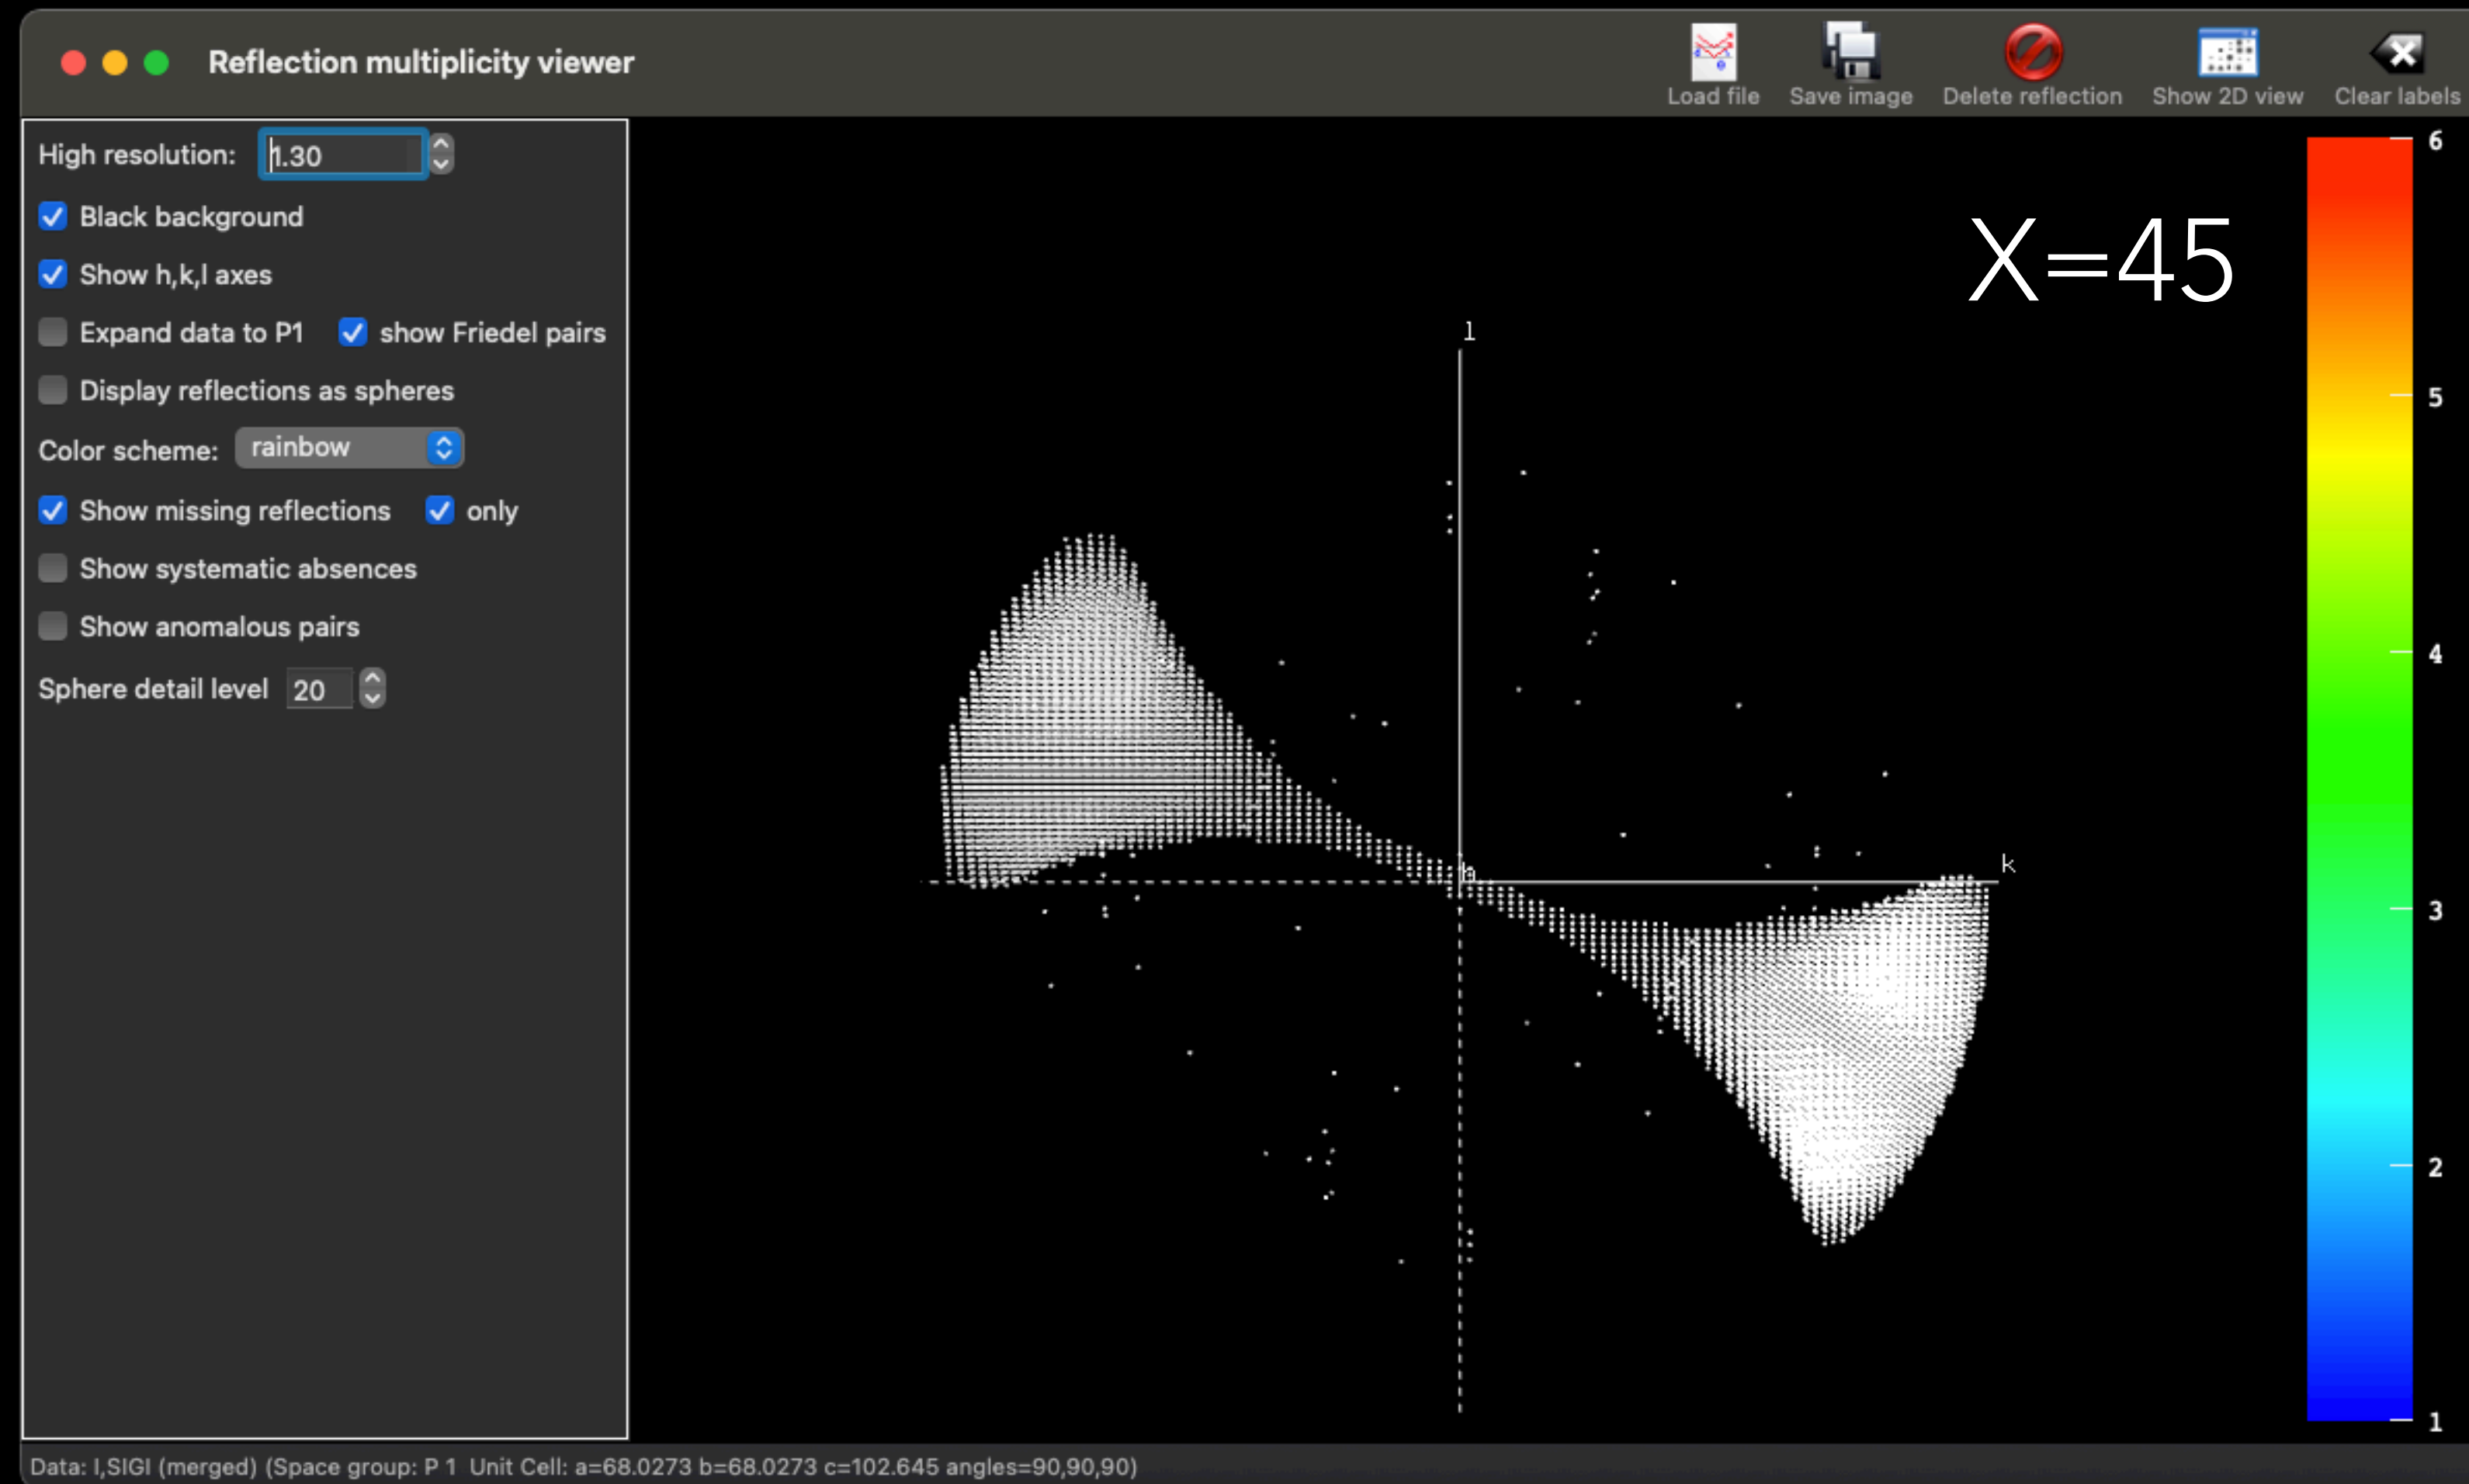 Reflection multiplicity viewer
Load file
Save image
Delete reflection
Show 2D view
Clear labels
High resolution: 1.30
Black background
Show h,k,l axes
Expand data to P1 show Friedel pairs
Display reflections as spheres
Color scheme: rainbow
Show missing reflections only
Show systematic absences
Show anomalous pairs
Sphere detail level 20
X=45
l
h
k
6
5
4
3
2
1
Data: I,SIGI (merged) (Space group: P 1 Unit Cell: a=68.0273 b=68.0273 c=102.645 angles=90,90,90)